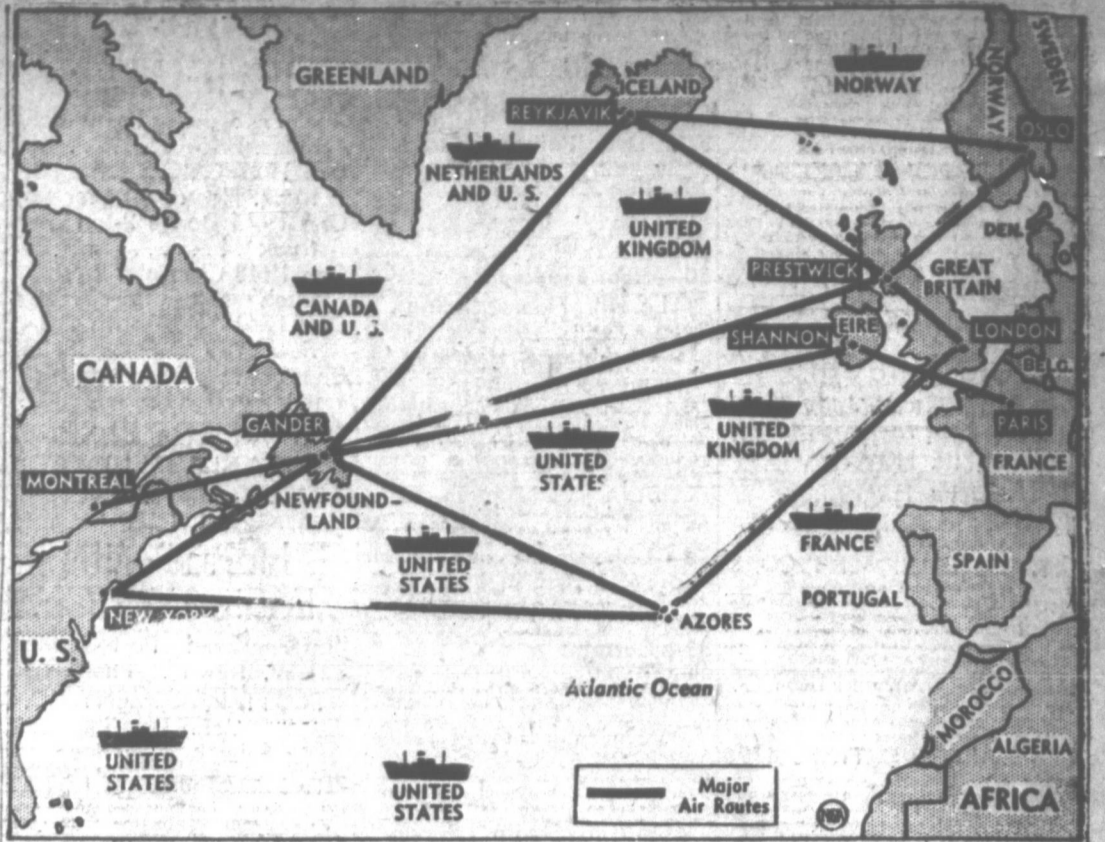 GREENLAND
ICELAND
REYKJAVIK
NORWAY
NORWAY
SWEDEN
OSLO
NETHERLANDS
AND U. S.
UNITED
KINGDOM
DEN.
PRESTWICK
GREAT
BRITAIN
CANADA
AND U. S.
SHANNON
EIRE
LONDON
BELG.
CANADA
GANDER
UNITED
KINGDOM
PARIS
FRANCE
UNITED
STATES
MONTREAL
NEWFOUND-
LAND
FRANCE
UNITED
STATES
SPAIN
PORTUGAL
NEW YORK
AZORES
U. S.
Atlantic Ocean
MOROCCO
ALGERIA
AFRICA
UNITED
STATES
UNITED
STATES
Major
Air Routes
NEA